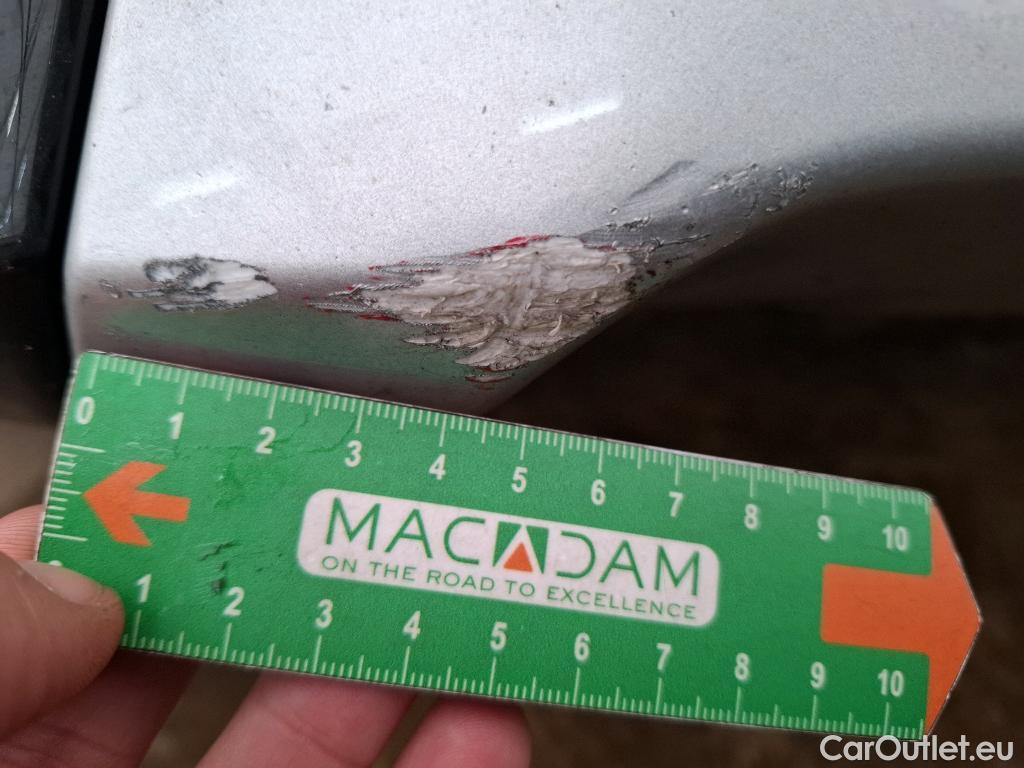 0 1 2 3 4 5 6 7 8 9 10
MACADAM
ON THE ROAD TO EXCELLENCE
1 2 3 4 5 6 7 8 9 10
CarOutlet.eu